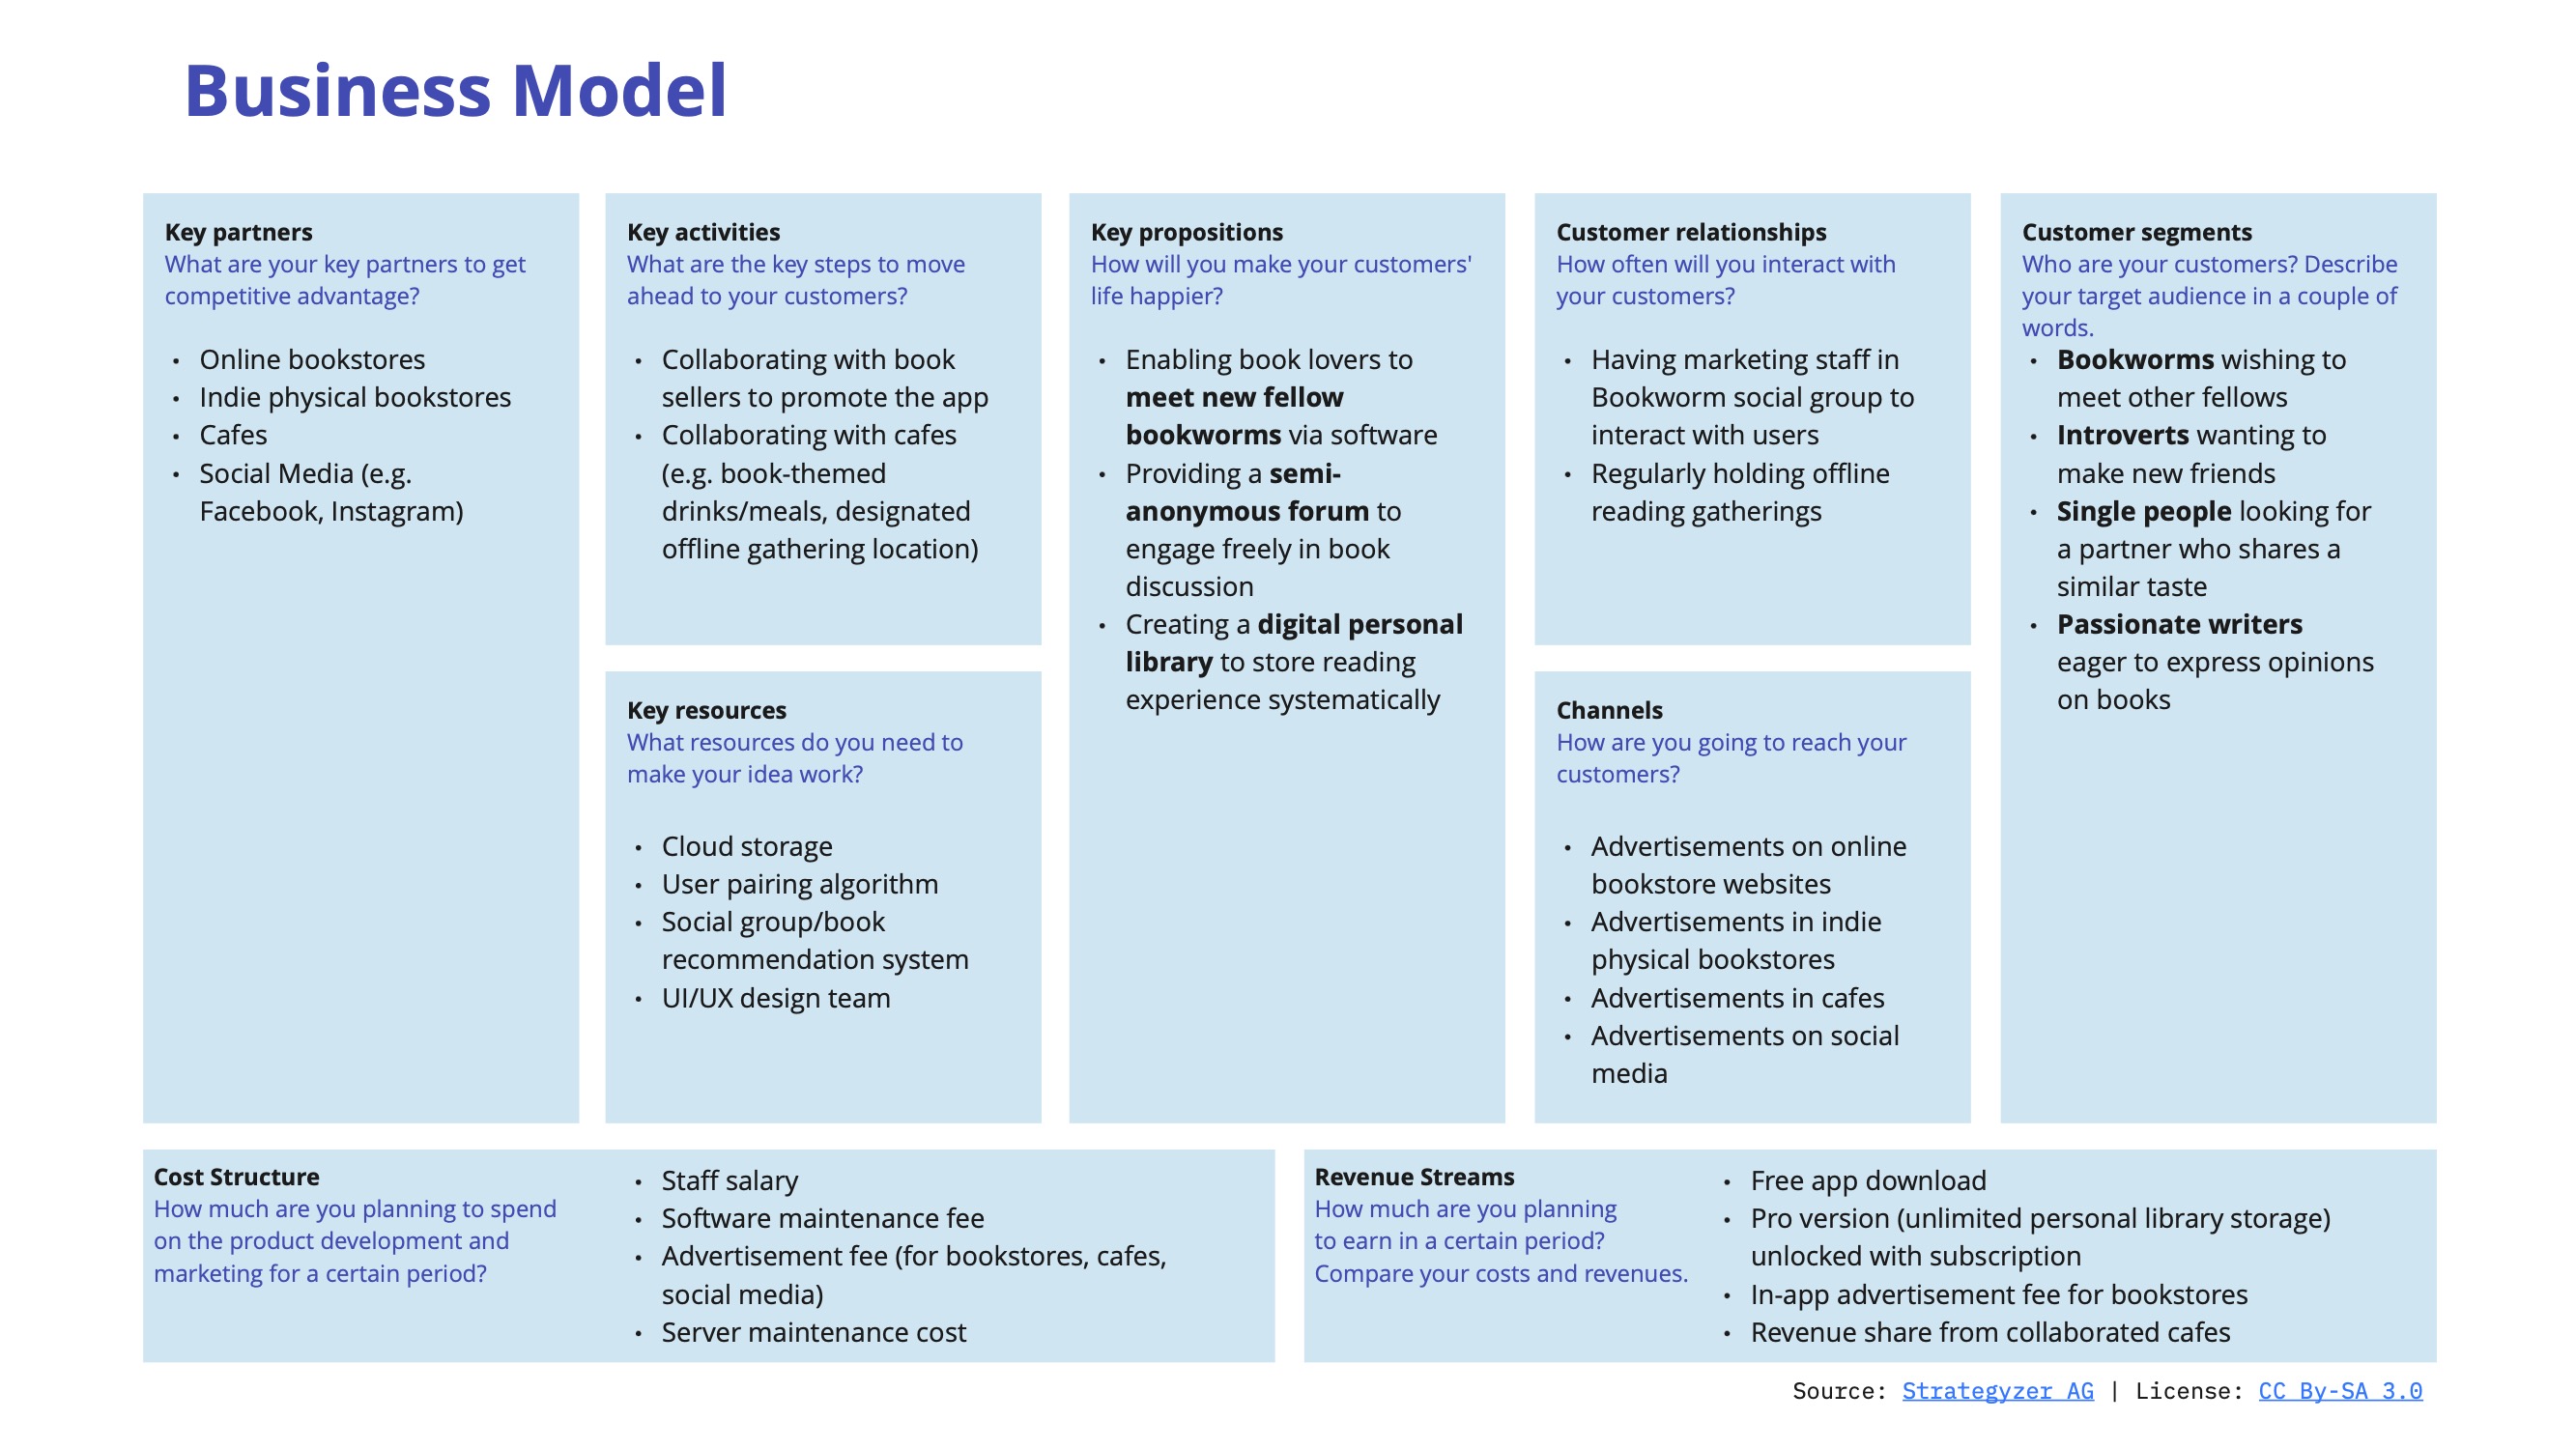 Business Model
Key partners
What are your key partners to get
competitive advantage?
• Online bookstores
• Indie physical bookstores
• Cafes
• Social Media (e.g.
Facebook, Instagram)
Key activities
What are the key steps to move
ahead to your customers?
• Collaborating with book
sellers to promote the app
• Collaborating with cafes
(e.g. book-themed
drinks/meals, designated
offline gathering location)
Key resources
What resources do you need to
make your idea work?
• Cloud storage
• User pairing algorithm
• Social group/book
recommendation system
• UI/UX design team
Key propositions
How will you make your customers'
life happier?
• Enabling book lovers to
meet new fellow
bookworms via software
• Providing a semi-
anonymous forum to
engage freely in book
discussion
• Creating a digital personal
library to store reading
experience systematically
Customer relationships
How often will you interact with
your customers?
• Having marketing staff in
Bookworm social group to
interact with users
• Regularly holding offline
reading gatherings
Channels
How are you going to reach your
customers?
• Advertisements on online
bookstore websites
• Advertisements in indie
physical bookstores
• Advertisements in cafes
• Advertisements on social
media
Customer segments
Who are your customers? Describe
your target audience in a couple of
words.
• Bookworms wishing to
meet other fellows
• Introverts wanting to
make new friends
• Single people looking for
a partner who shares a
similar taste
• Passionate writers
eager to express opinions
on books
Cost Structure
How much are you planning to spend
on the product development and
marketing for a certain period?
• Staff salary
• Software maintenance fee
• Advertisement fee (for bookstores, cafes,
social media)
• Server maintenance cost
Revenue Streams
How much are you planning
to earn in a certain period?
Compare your costs and revenues.
• Free app download
• Pro version (unlimited personal library storage)
unlocked with subscription
• In-app advertisement fee for bookstores
• Revenue share from collaborated cafes
Source: Strategyzer AG | License: CC By-SA 3.0